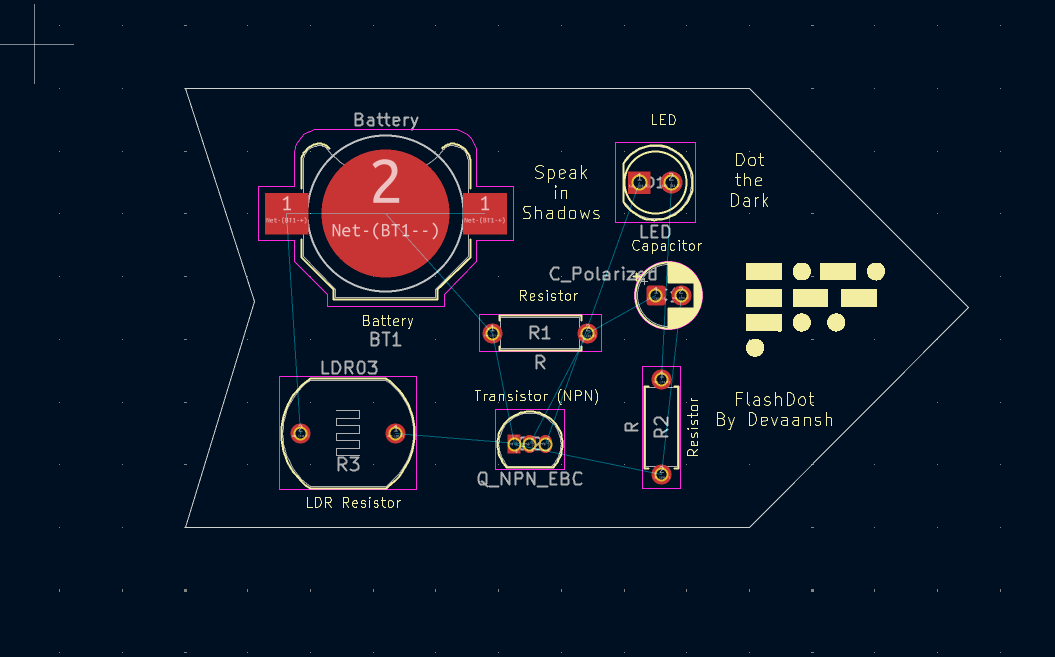 Battery
LED
2
1
1
Net-(BT1-+)
Net-(BT1-+)
Net-(BT1--)
Speak
in
Shadows
D1
Dot
the
Dark
LED
Capacitor
C_Polarized
Resistor
Battery
BT1
R1
R
LDR03
Transistor (NPN)
R
R2
Resistor
FlashDot
By Devaansh
R3
Q_NPN_EBC
LDR Resistor